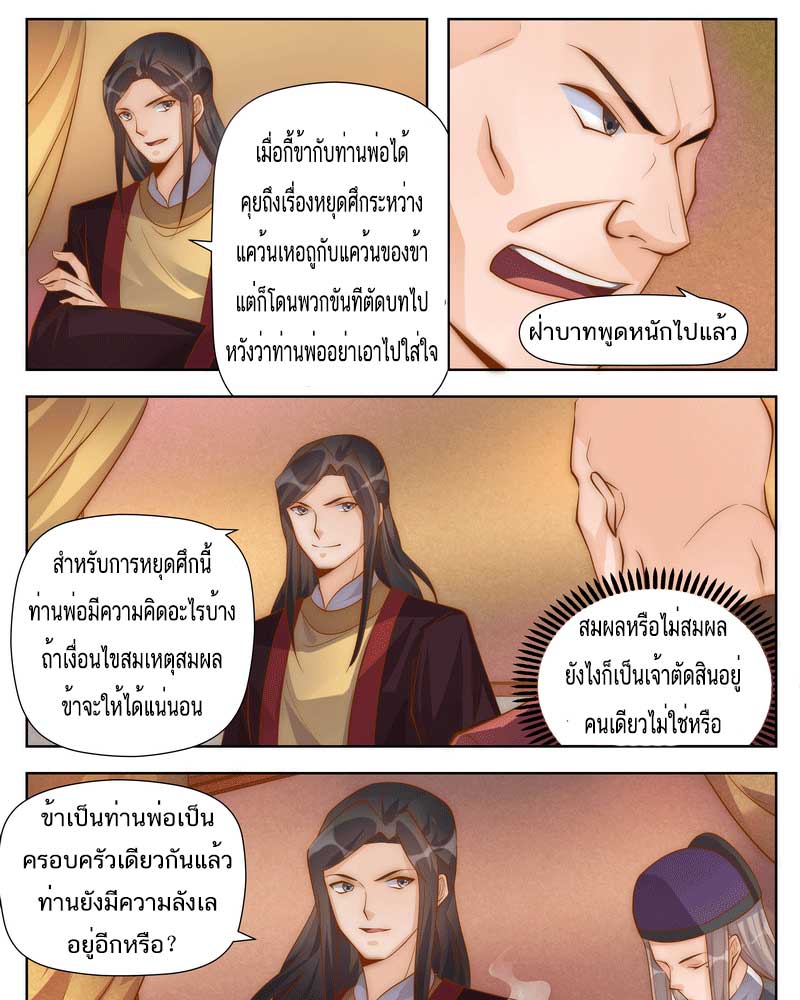 เมื่อกี้ข้ากับท่านพ่อได้
คุยถึงเรื่องหยุดศึกระหว่าง
แคว้นเหอถูกับแคว้นของข้า
แต่ก็โดนพวกขันทีตัดบทไป
หวังว่าท่านพ่ออย่าเอาไปใส่ใจ
ฝ่าบาทพูดหนักไปแล้ว
สำหรับการหยุดศึกนี้
ท่านพ่อมีความคิดอะไรบ้าง
ถ้าเงื่อนไขสมเหตุสมผล
ข้าจะให้ได้แน่นอน
สมผลหรือไม่สมผล
ยังไงก็เป็นเจ้าตัดสินอยู่
คนเดียวไม่ใช่หรือ
ข้าเป็นท่านพ่อเป็น
ครอบครัวเดียวกันแล้ว
ท่านยังมีความลังเล
อยู่อีกหรือ?